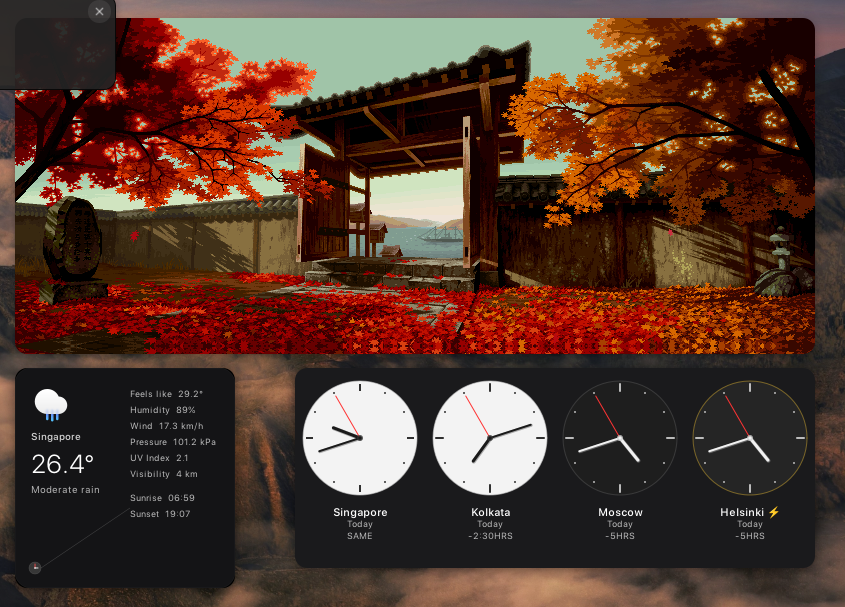 Feels like 29.2°
Humidity 89%
Wind 17.3 km/h
Pressure 101.2 kPa
UV Index 2.1
Visibility 4 km
Sunrise 06:59
Sunset 19:07
Singapore
26.4°
Moderate rain
Singapore
Today
SAME
Kolkata
Today
-2:30HRS
Moscow
Today
-5HRS
Helsinki ⚡
Today
-5HRS